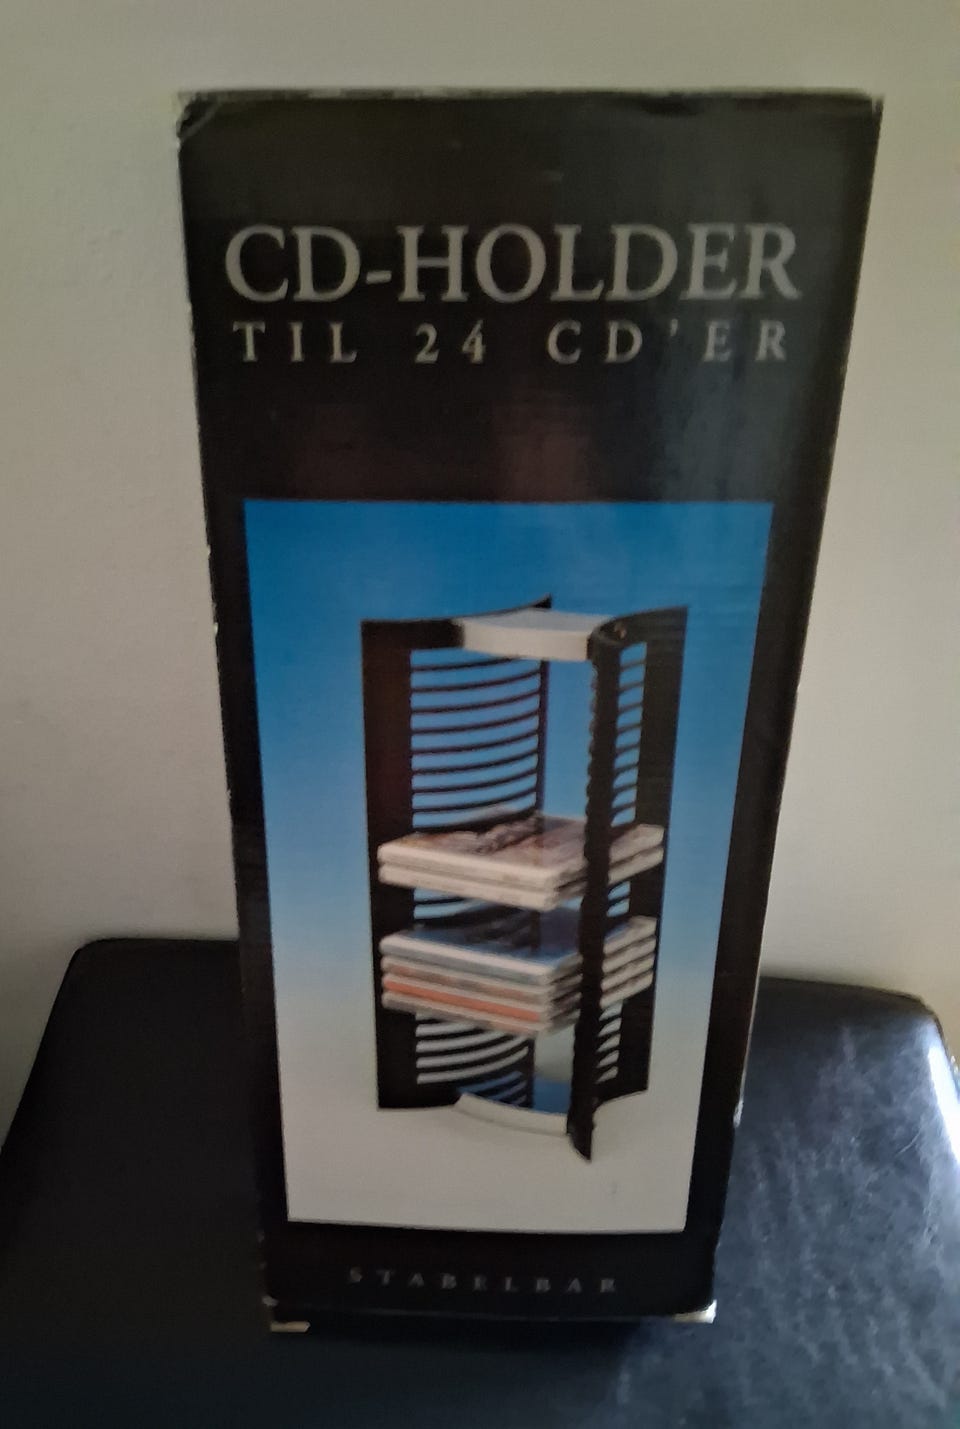 CD-HOLDER
TIL 24 CD'ER
STABELBAR